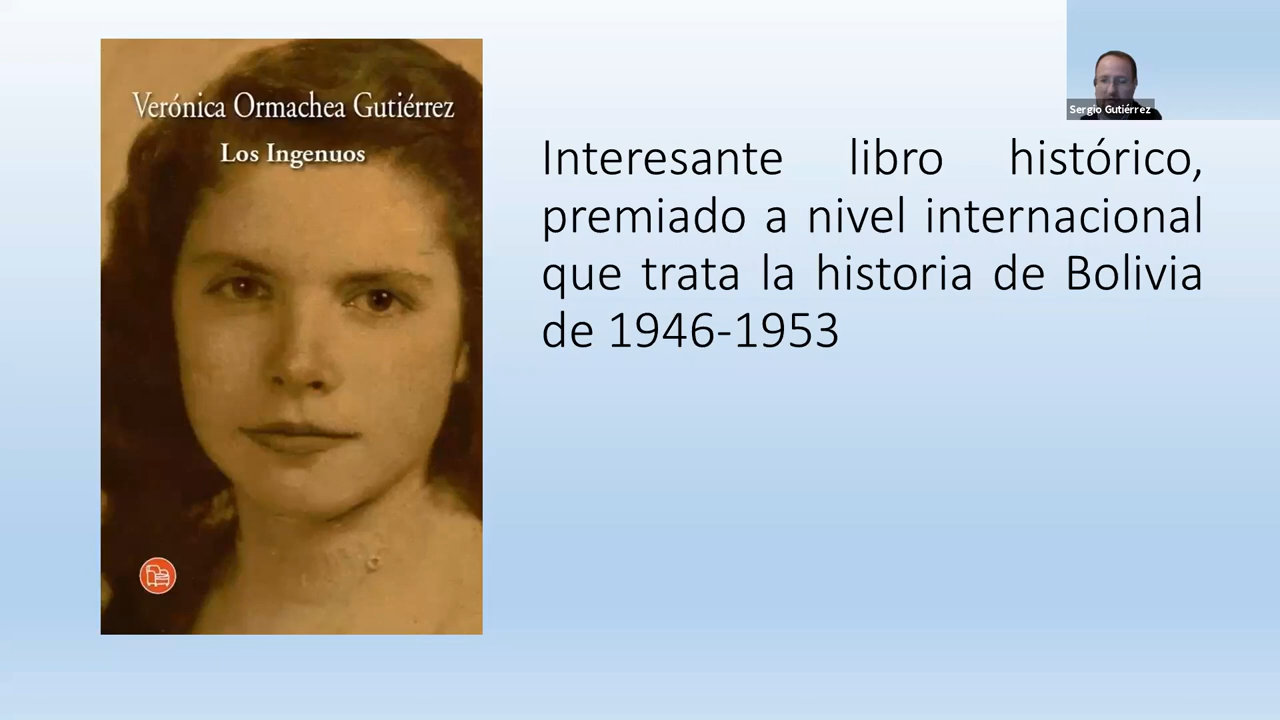 Verónica Ormachea Gutiérrez
Los Ingenuos
Sergio Gutiérrez
Interesante libro histórico,
premiado a nivel internacional
que trata la historia de Bolivia
de 1946-1953